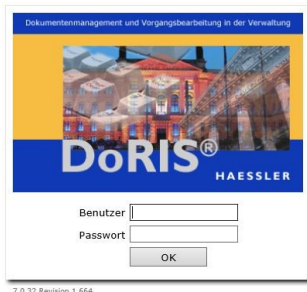 Dokumentenmanagement und Vorgangsbearbeitung in der Verwaltung
DoRIS®
HAESSLER
Benutzer
Passwort
OK
7.0.32 Revision 1.664